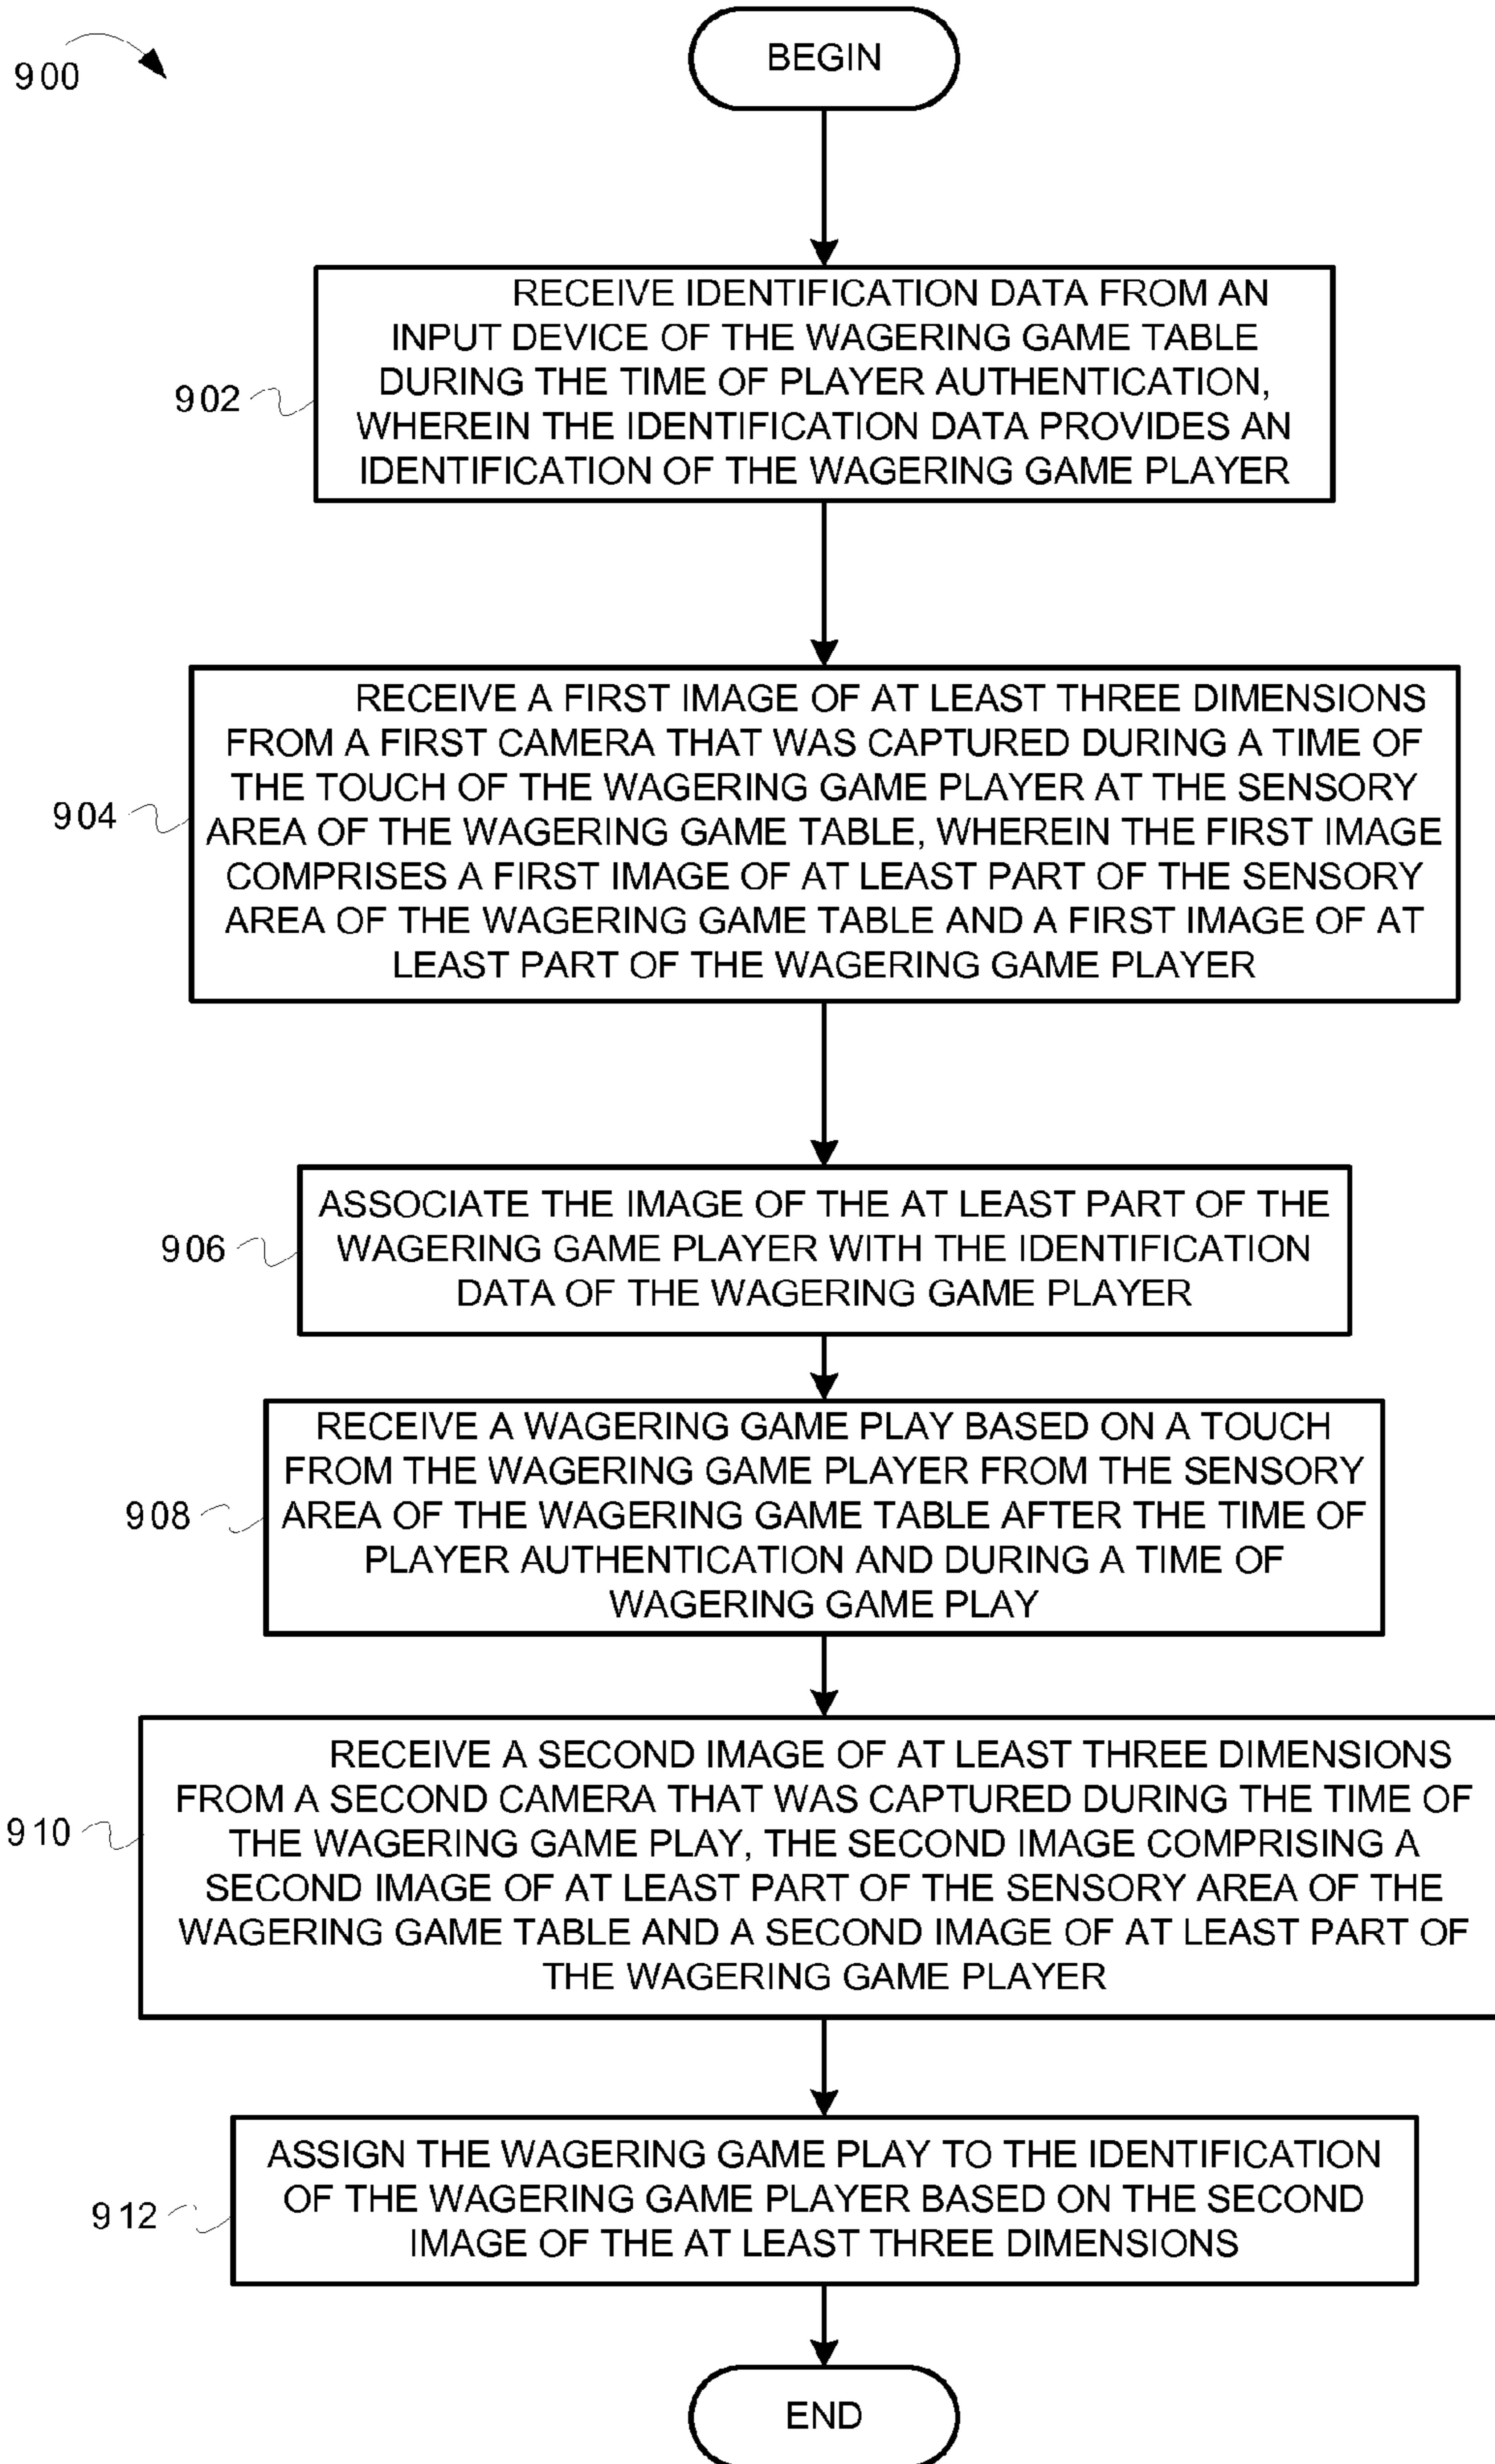 900
BEGIN
902
RECEIVE IDENTIFICATION DATA FROM AN
INPUT DEVICE OF THE WAGERING GAME TABLE
DURING THE TIME OF PLAYER AUTHENTICATION,
WHEREIN THE IDENTIFICATION DATA PROVIDES AN
IDENTIFICATION OF THE WAGERING GAME PLAYER
904
RECEIVE A FIRST IMAGE OF AT LEAST THREE DIMENSIONS
FROM A FIRST CAMERA THAT WAS CAPTURED DURING A TIME OF
THE TOUCH OF THE WAGERING GAME PLAYER AT THE SENSORY
AREA OF THE WAGERING GAME TABLE, WHEREIN THE FIRST IMAGE
COMPRISES A FIRST IMAGE OF AT LEAST PART OF THE SENSORY
AREA OF THE WAGERING GAME TABLE AND A FIRST IMAGE OF AT
LEAST PART OF THE WAGERING GAME PLAYER
906
ASSOCIATE THE IMAGE OF THE AT LEAST PART OF THE
WAGERING GAME PLAYER WITH THE IDENTIFICATION
DATA OF THE WAGERING GAME PLAYER
908
RECEIVE A WAGERING GAME PLAY BASED ON A TOUCH
FROM THE WAGERING GAME PLAYER FROM THE SENSORY
AREA OF THE WAGERING GAME TABLE AFTER THE TIME OF
PLAYER AUTHENTICATION AND DURING A TIME OF
WAGERING GAME PLAY
910
RECEIVE A SECOND IMAGE OF AT LEAST THREE DIMENSIONS
FROM A SECOND CAMERA THAT WAS CAPTURED DURING THE TIME OF
THE WAGERING GAME PLAY, THE SECOND IMAGE COMPRISING A
SECOND IMAGE OF AT LEAST PART OF THE SENSORY AREA OF THE
WAGERING GAME TABLE AND A SECOND IMAGE OF AT LEAST PART OF
THE WAGERING GAME PLAYER
912
ASSIGN THE WAGERING GAME PLAY TO THE IDENTIFICATION
OF THE WAGERING GAME PLAYER BASED ON THE SECOND
IMAGE OF THE AT LEAST THREE DIMENSIONS
END